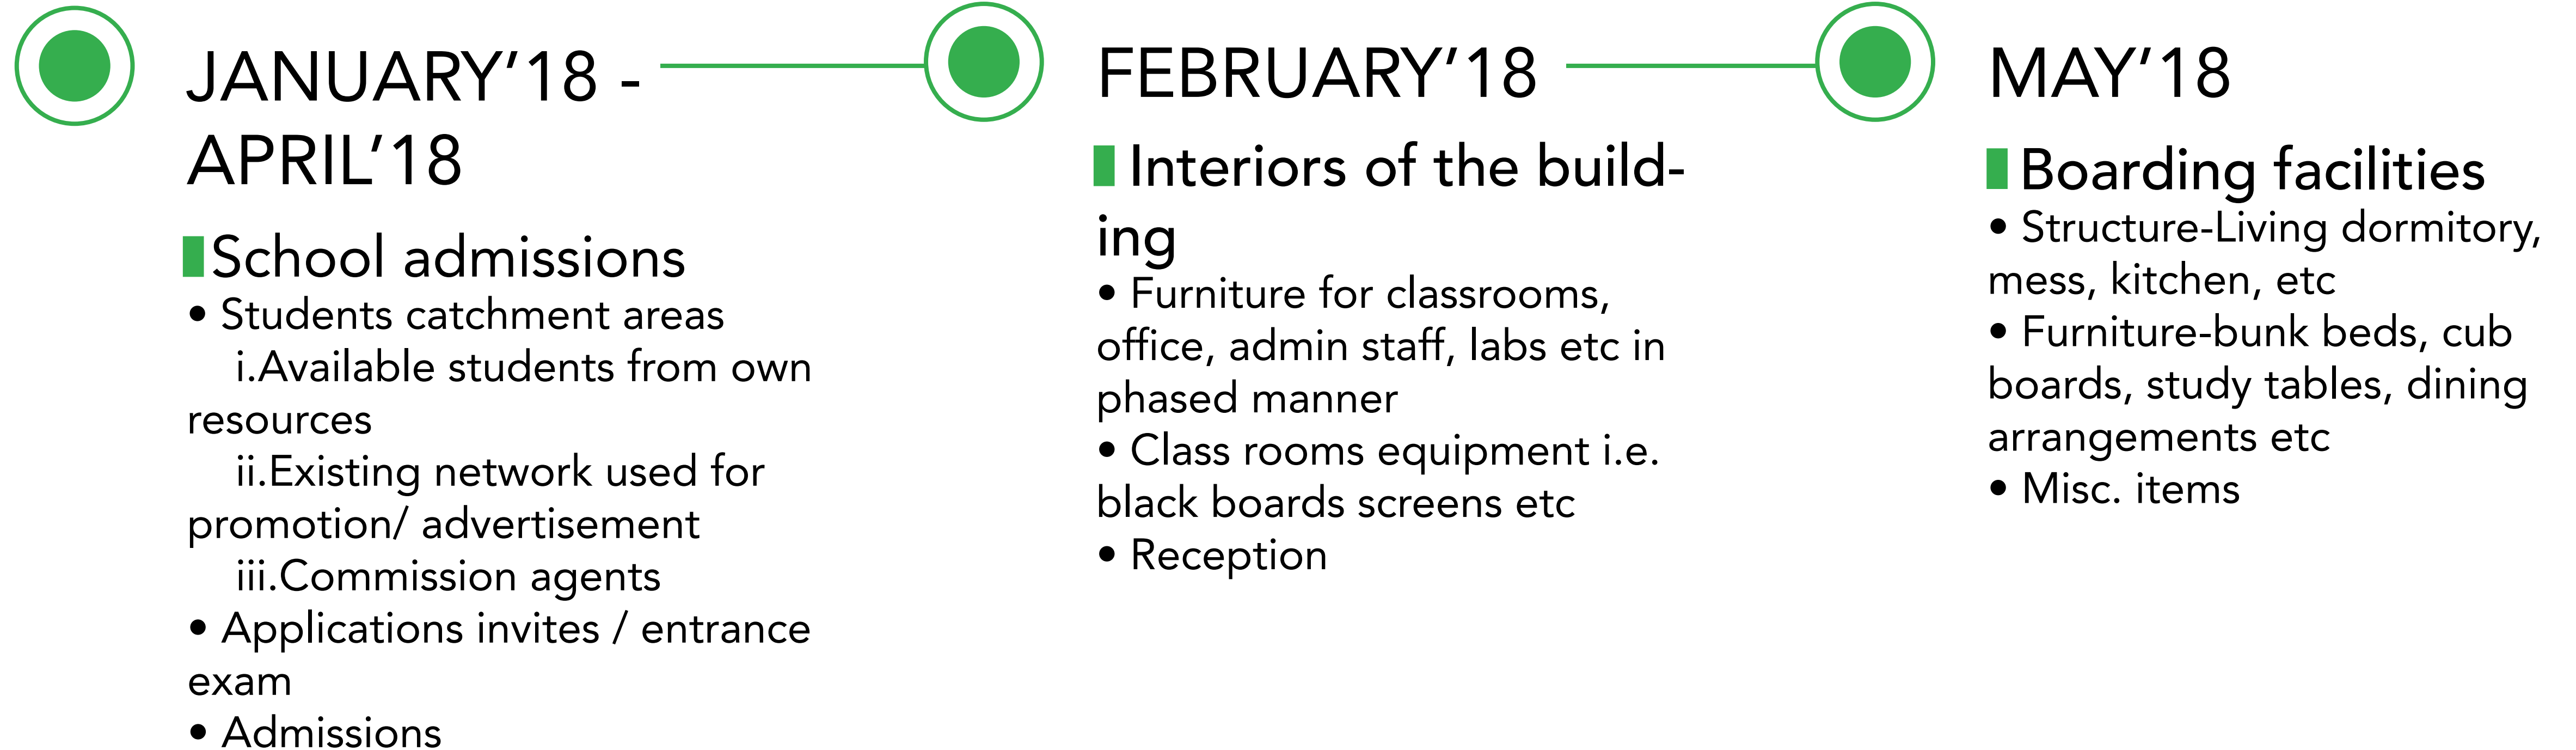 JANUARY’18 -
APRIL’18
School admissions
• Students catchment areas
i.Available students from own
resources
ii.Existing network used for
promotion/ advertisement
iii.Commission agents
• Applications invites / entrance
exam
• Admissions
FEBRUARY’18
Interiors of the build-
ing
• Furniture for classrooms,
office, admin staff, labs etc in
phased manner
• Class rooms equipment i.e.
black boards screens etc
• Reception
MAY’18
Boarding facilities
• Structure-Living dormitory,
mess, kitchen, etc
• Furniture-bunk beds, cub
boards, study tables, dining
arrangements etc
• Misc. items